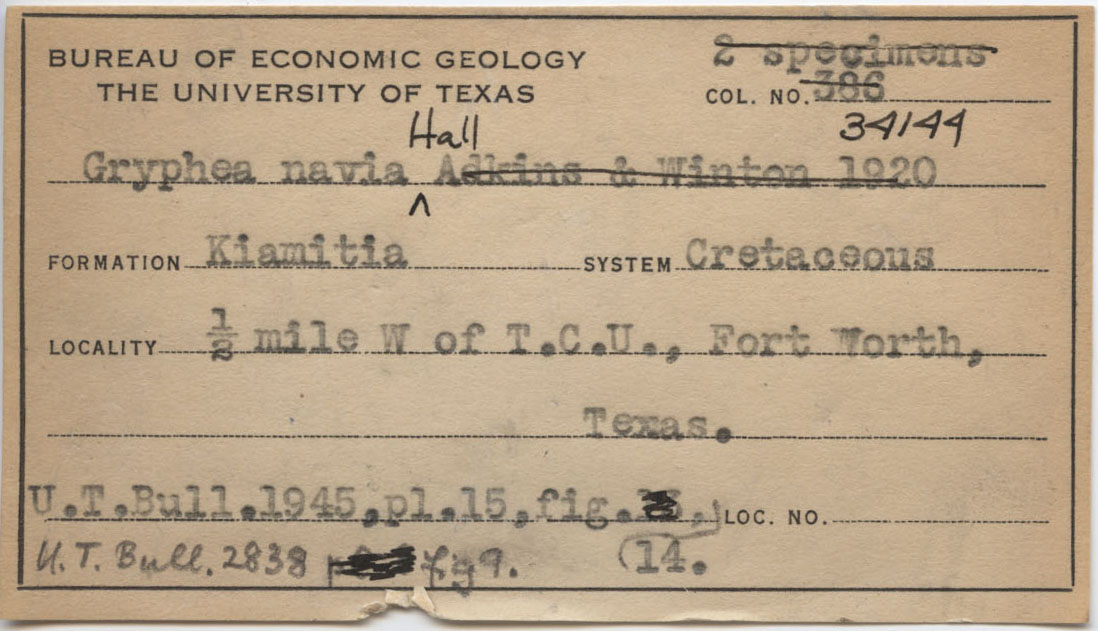 2 specimens
BUREAU OF ECONOMIC GEOLOGY
THE UNIVERSITY OF TEXAS
COL. NO. 386
34144
Hall
Gryphea navia Adkins & Winton 1920
FORMATION Kiamitia SYSTEM Cretaceous
LOCALITY ½ mile W of T.C.U., Fort Worth,
Texas.
U.T.Bull.1945,pl.15,fig. , LOC. NO.
U.T. Bull. 2838 fig 9. (14.